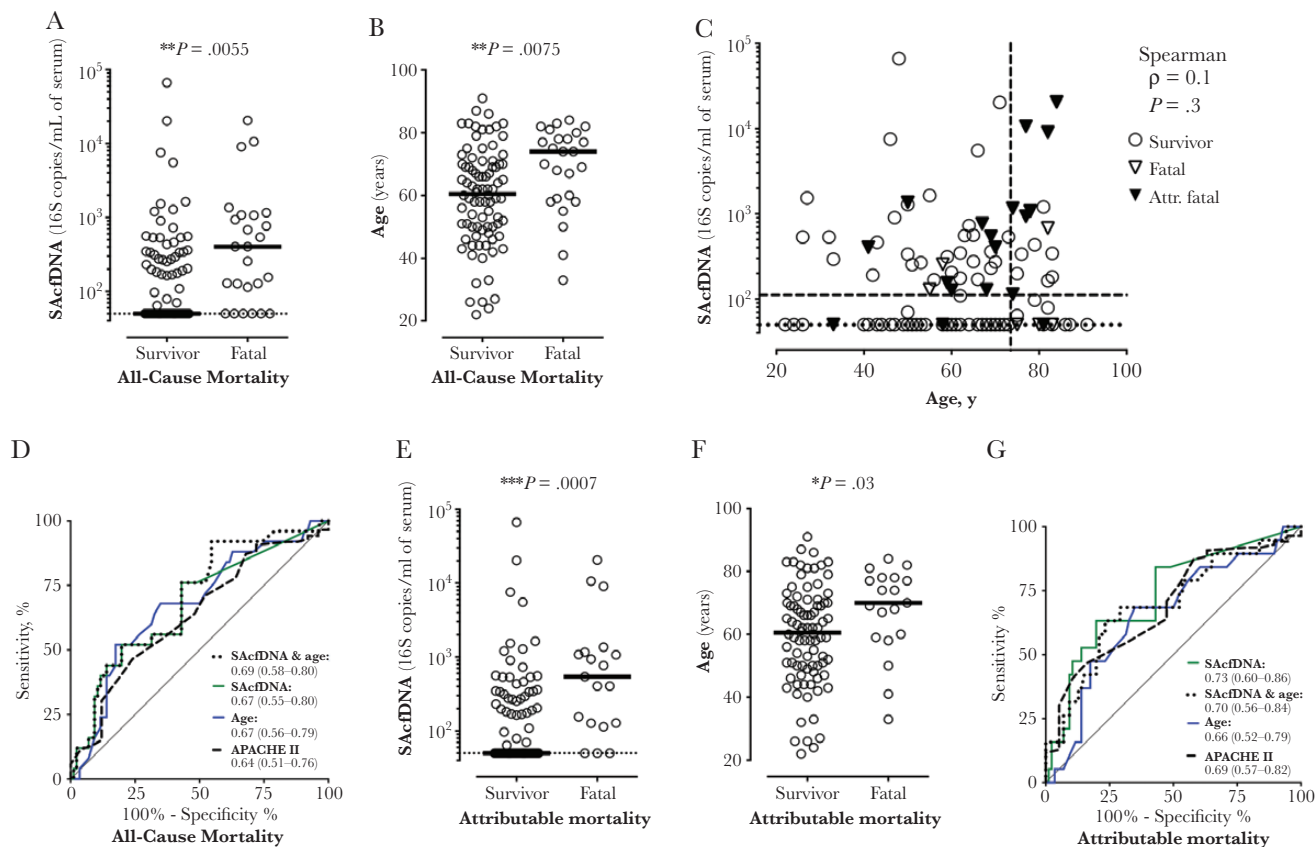 A
**P = .0055
SAcfDNA (16S copies/mL of serum)
10^5
10^4
10^3
10^2
Survivor Fatal
All-Cause Mortality
B
**P = .0075
Age (years)
100
80
60
40
20
Survivor Fatal
All-Cause Mortality
C
SAcfDNA (16S copies/ml of serum)
10^5
10^4
10^3
10^2
20 40 60 80 100
Age, y
Spearman
ρ = 0.1
P = .3
Survivor
Fatal
Attr. fatal
D
Sensitivity, %
100
75
50
25
0
0 25 50 75 100
100% - Specificity %
All-Cause Mortality
SAcfDNA & age:
0.69 (0.58–0.80)
SAcfDNA:
0.67 (0.55–0.80)
Age:
0.67 (0.56–0.79)
APACHE II
0.64 (0.51–0.76)
E
***P = .0007
SAcfDNA (16S copies/ml of serum)
10^5
10^4
10^3
10^2
Survivor Fatal
Attributable mortality
F
*P = .03
Age (years)
100
80
60
40
20
Survivor Fatal
Attributable mortality
G
Sensitivity %
100
75
50
25
0
0 25 50 75 100
100% - Specificity %
Attributable mortality
SAcfDNA:
0.73 (0.60–0.86)
SAcfDNA & age:
0.70 (0.56–0.84)
Age:
0.66 (0.52–0.79)
APACHE II
0.69 (0.57–0.82)